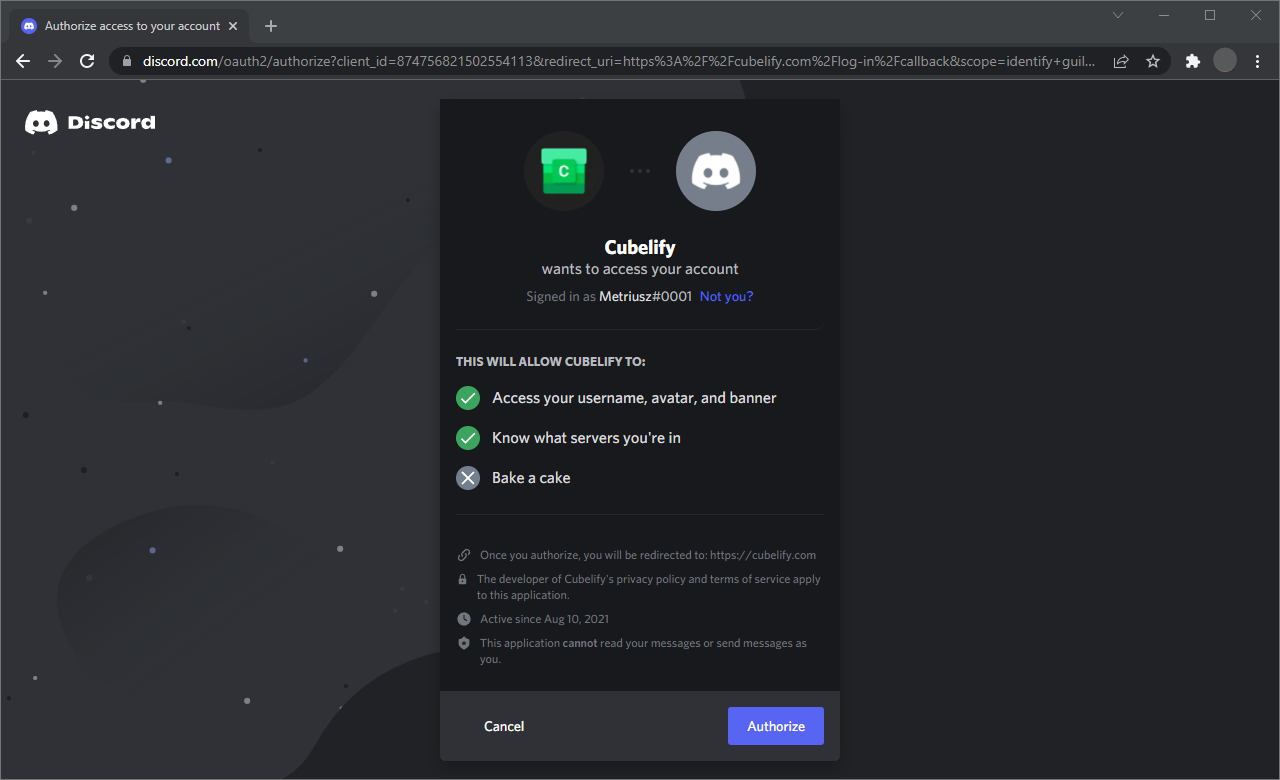 Authorize access to your account
discord.com/oauth2/authorize?client_id=874756821502554113&redirect_uri=https%3A%2F%2Fcubelify.com%2Flog-in%2Fcallback&scope=identify+guil...
Discord
C
Cubelify
wants to access your account
Signed in as Metriusz#0001 Not you?
THIS WILL ALLOW CUBELIFY TO:
Access your username, avatar, and banner
Know what servers you're in
Bake a cake
Once you authorize, you will be redirected to: https://cubelify.com
The developer of Cubelify's privacy policy and terms of service apply
to this application.
Active since Aug 10, 2021
This application cannot read your messages or send messages as
you.
Cancel
Authorize